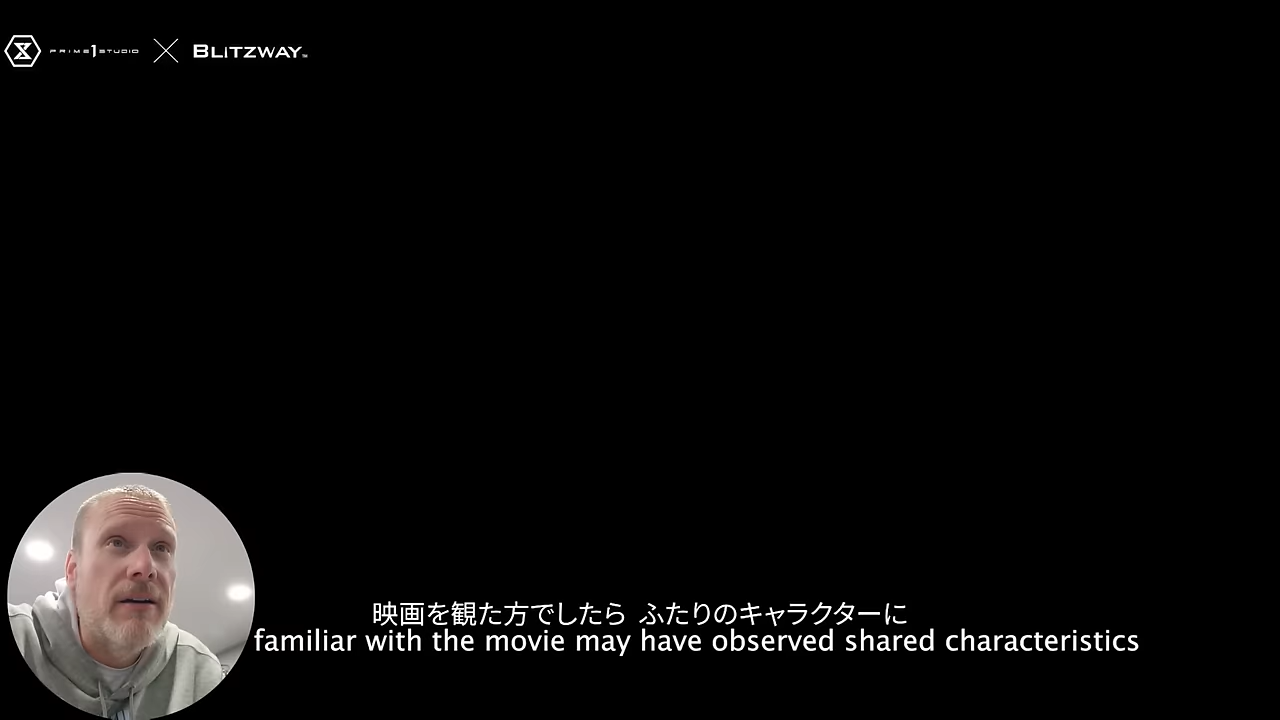 PRIME1STUDIO × BLITZWAY™
映画を観た方でしたら ふたりのキャラクターに
familiar with the movie may have observed shared characteristics